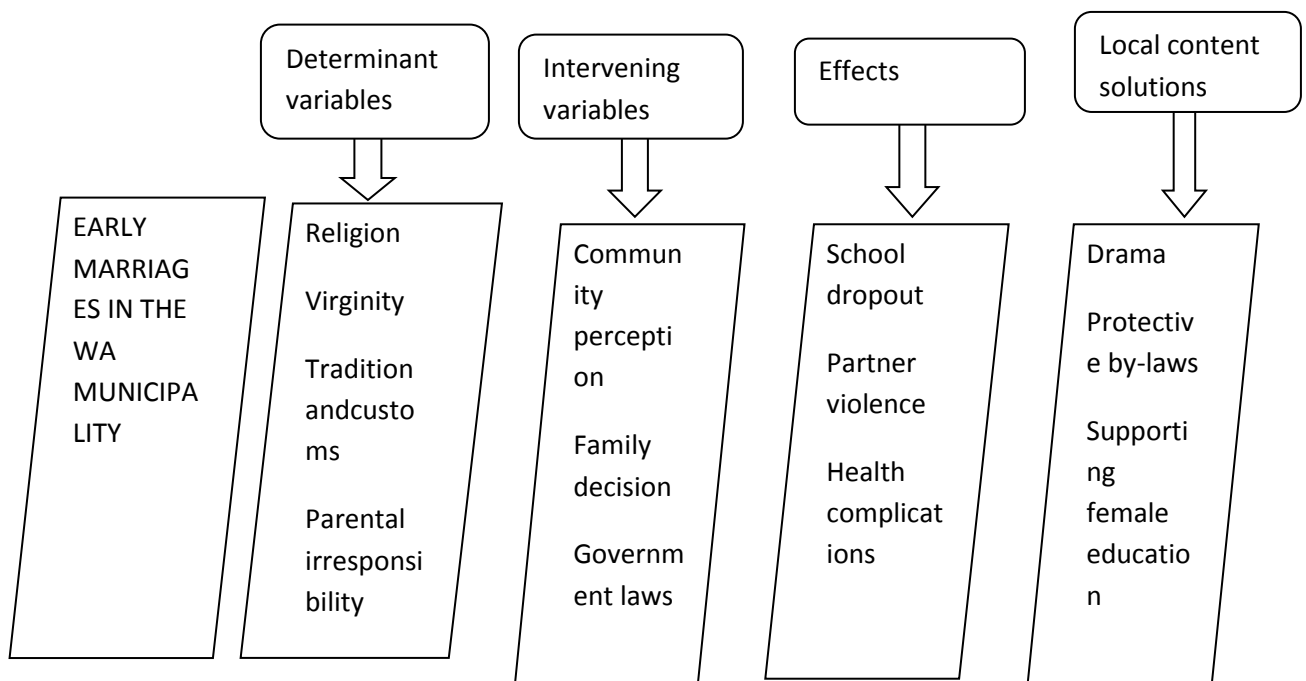 Determinant
variables
Intervening
variables
Effects
Local content
solutions
EARLY
MARRIAG
ES IN THE
WA
MUNICIPA
LITY
Religion
Virginity
Tradition
andcusto
ms
Parental
irresponsi
bility
Commun
ity
percepti
on
Family
decision
Governm
ent laws
School
dropout
Partner
violence
Health
complicat
ions
Drama
Protectiv
e by-laws
Supporti
ng
female
educatio
n